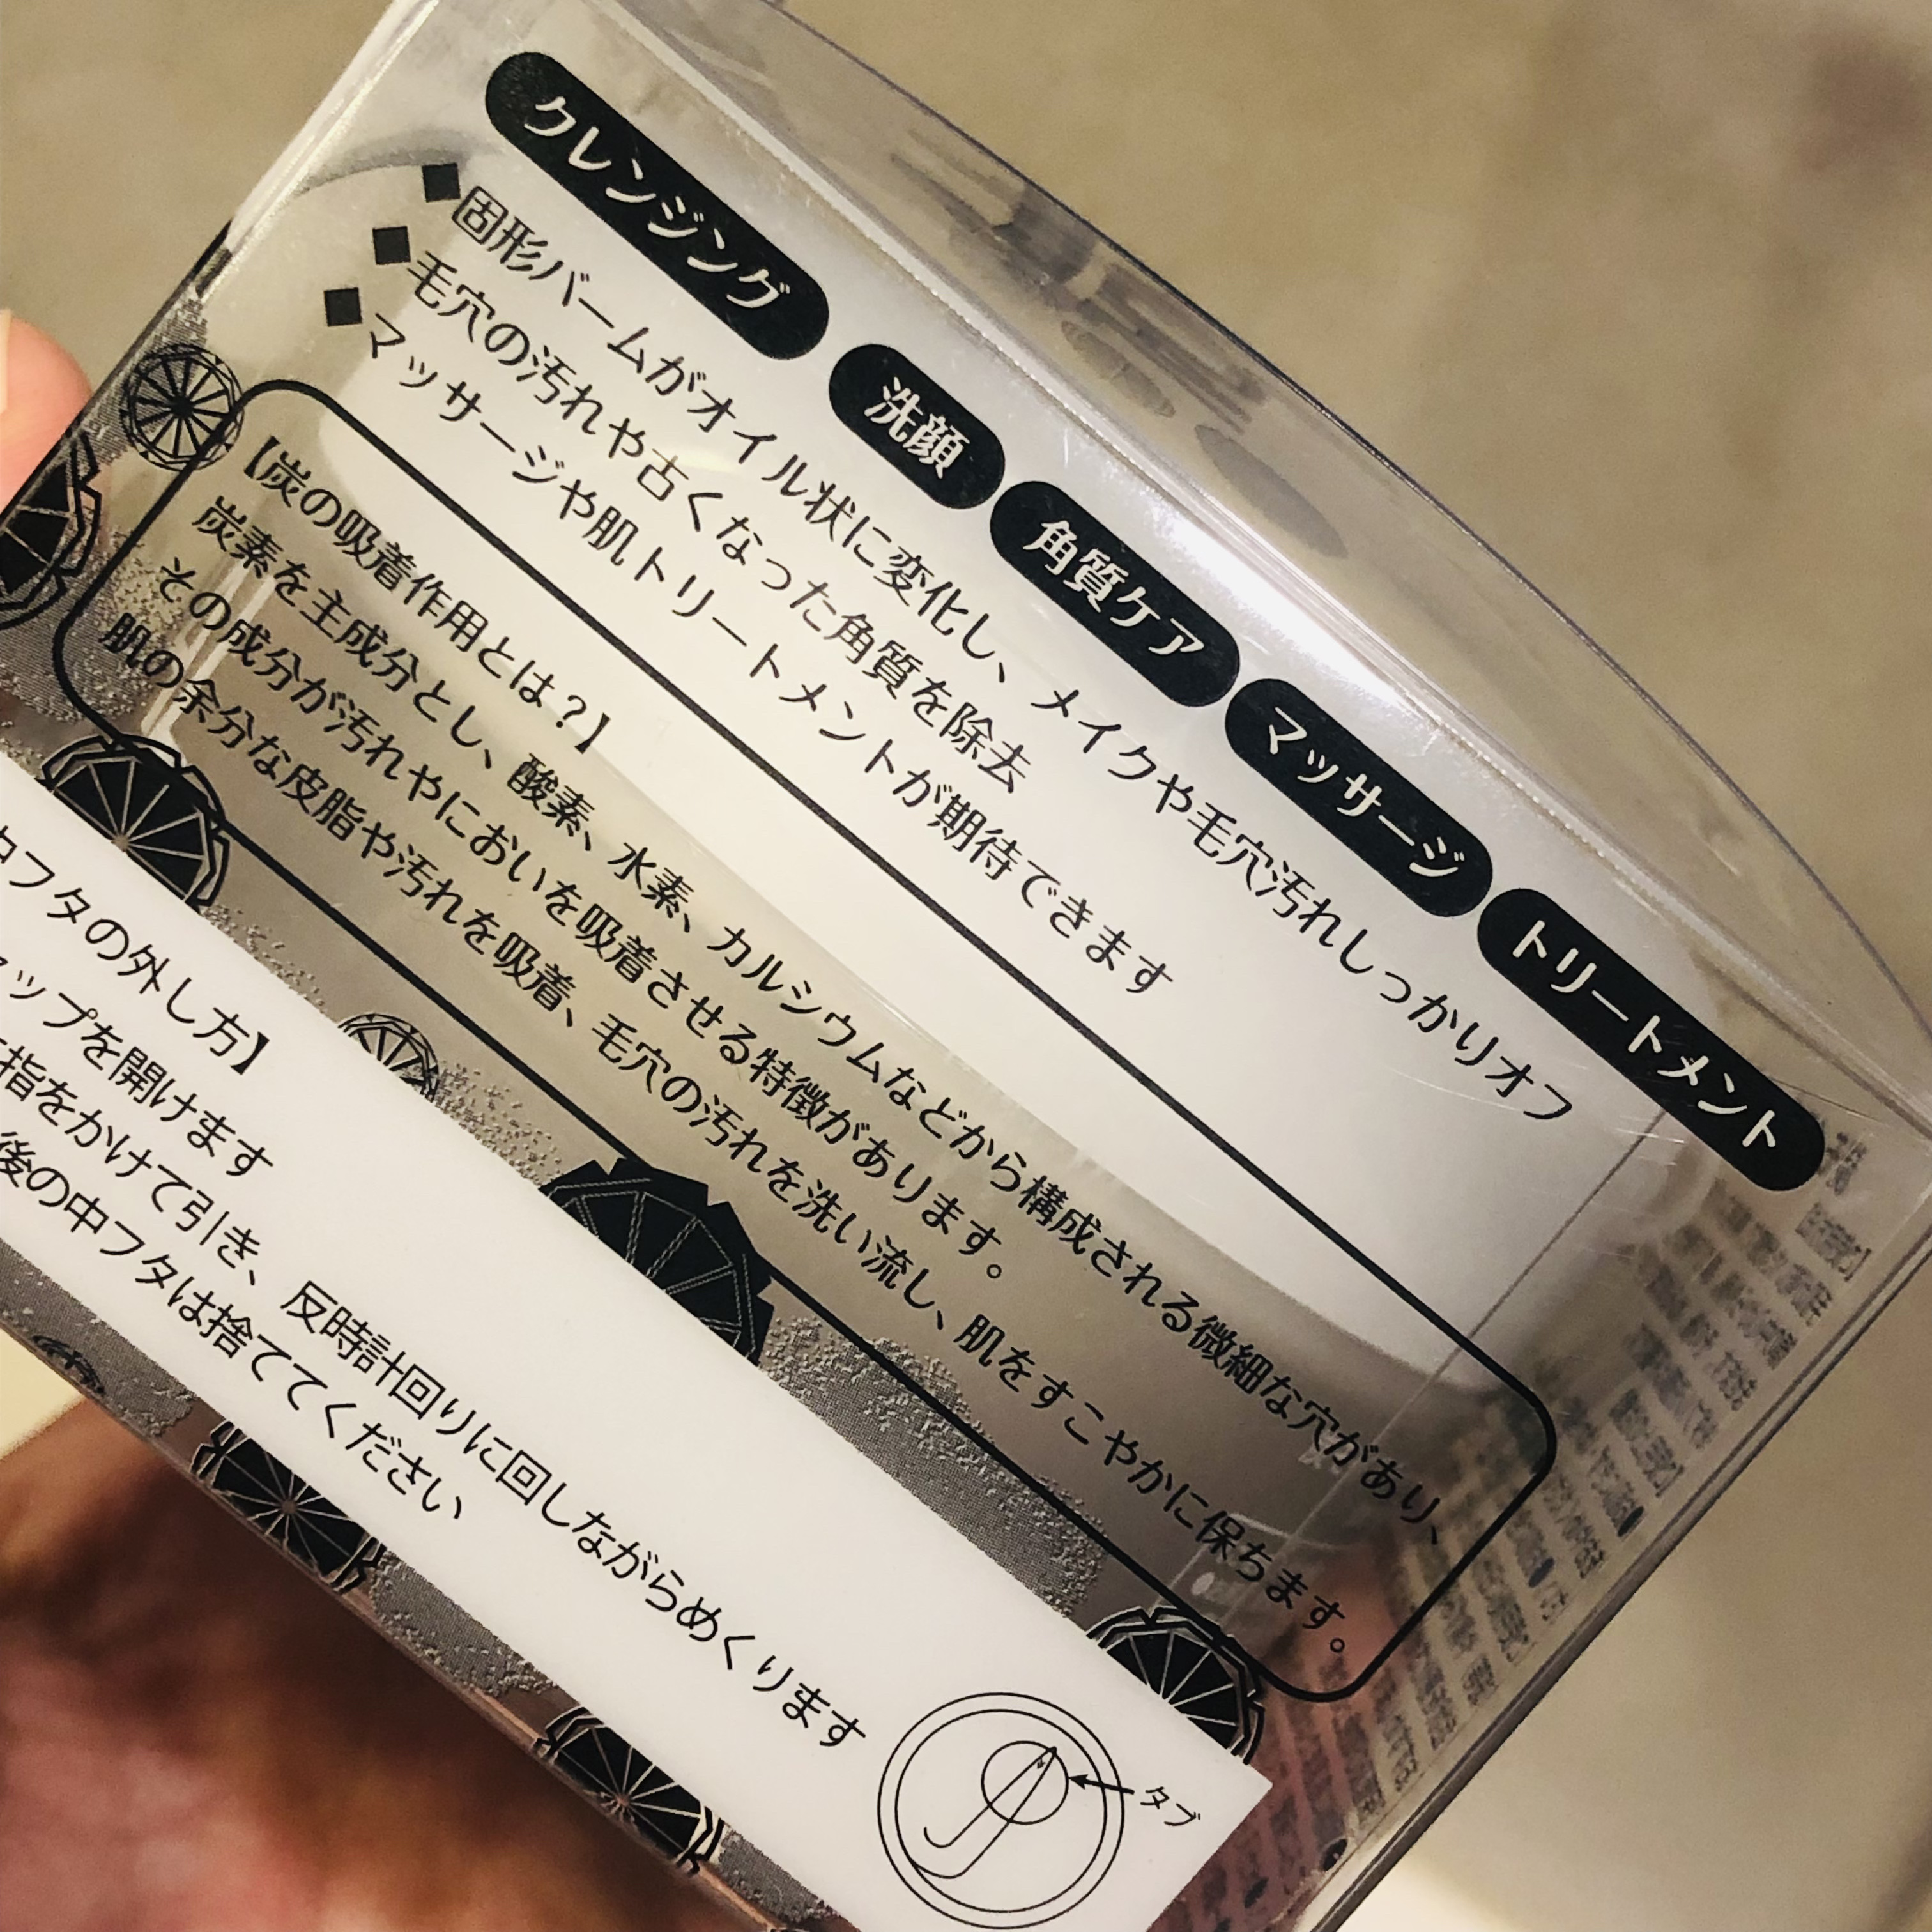 クレンジング 洗顔 角質ケア マッサージ トリートメント
■固形バームがオイル状に変化し、メイクや毛穴汚れしっかりオフ
■毛穴の汚れや古くなった角質を除去
■マッサージや肌トリートメントが期待できます
【炭の吸着作用とは?】
炭素を主成分とし、酸素、水素、カルシウムなどから構成される微細な穴があり、
その成分が汚れやにおいを吸着させる特徴があります。
肌の余分な皮脂や汚れを吸着、毛穴の汚れを洗い流し、肌をすこやかに保ちます。
中フタの外し方】
ャップを開けます
指をかけて引き、反時計回りに回しながらめくります
後の中フタは捨ててください
タブ